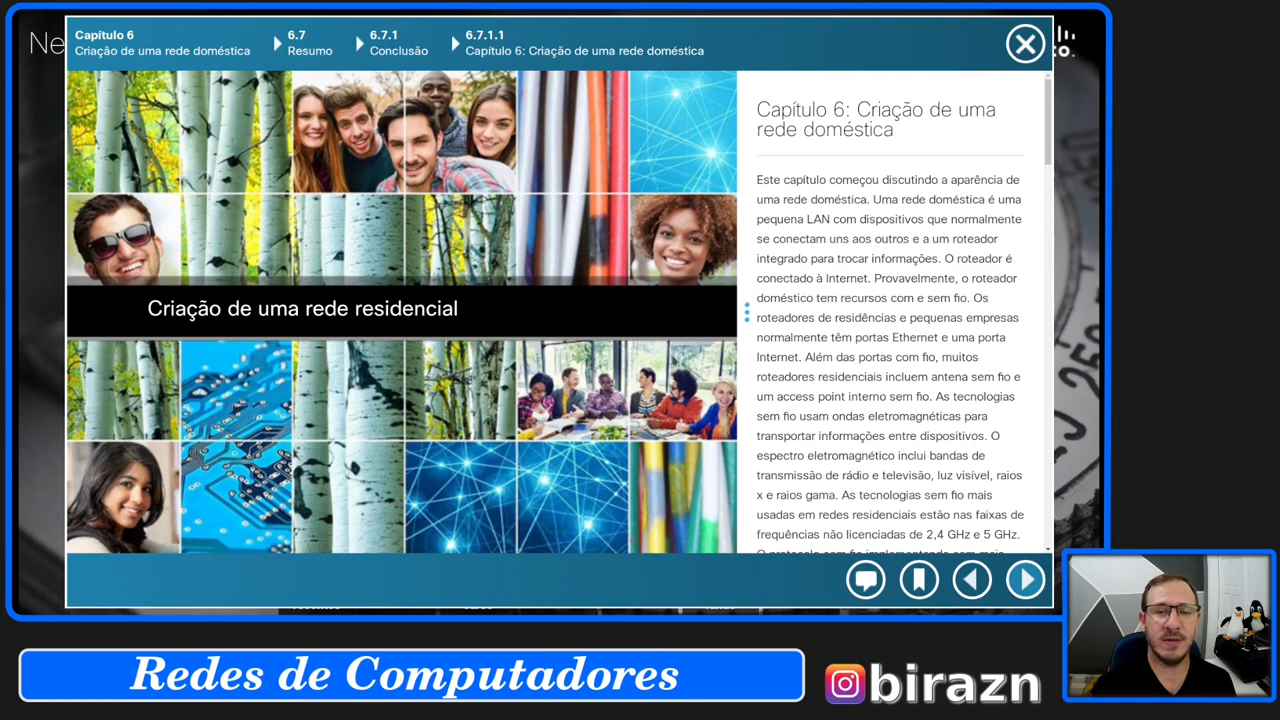 Ne
Capítulo 6
Criação de uma rede doméstica
6.7
Resumo
6.7.1
Conclusão
6.7.1.1
Capítulo 6: Criação de uma rede doméstica
Criação de uma rede residencial
Capítulo 6: Criação de uma
rede doméstica
Este capítulo começou discutindo a aparência de
uma rede doméstica. Uma rede doméstica é uma
pequena LAN com dispositivos que normalmente
se conectam uns aos outros e a um roteador
integrado para trocar informações. O roteador é
conectado à Internet. Provavelmente, o roteador
doméstico tem recursos com e sem fio. Os
roteadores de residências e pequenas empresas
normalmente têm portas Ethernet e uma porta
Internet. Além das portas com fio, muitos
roteadores residenciais incluem antena sem fio e
um access point interno sem fio. As tecnologias
sem fio usam ondas eletromagnéticas para
transportar informações entre dispositivos. O
espectro eletromagnético inclui bandas de
transmissão de rádio e televisão, luz visível, raios
x e raios gama. As tecnologias sem fio mais
usadas em redes residenciais estão nas faixas de
frequências não licenciadas de 2,4 GHz e 5 GHz.
Redes de Computadores
birazn